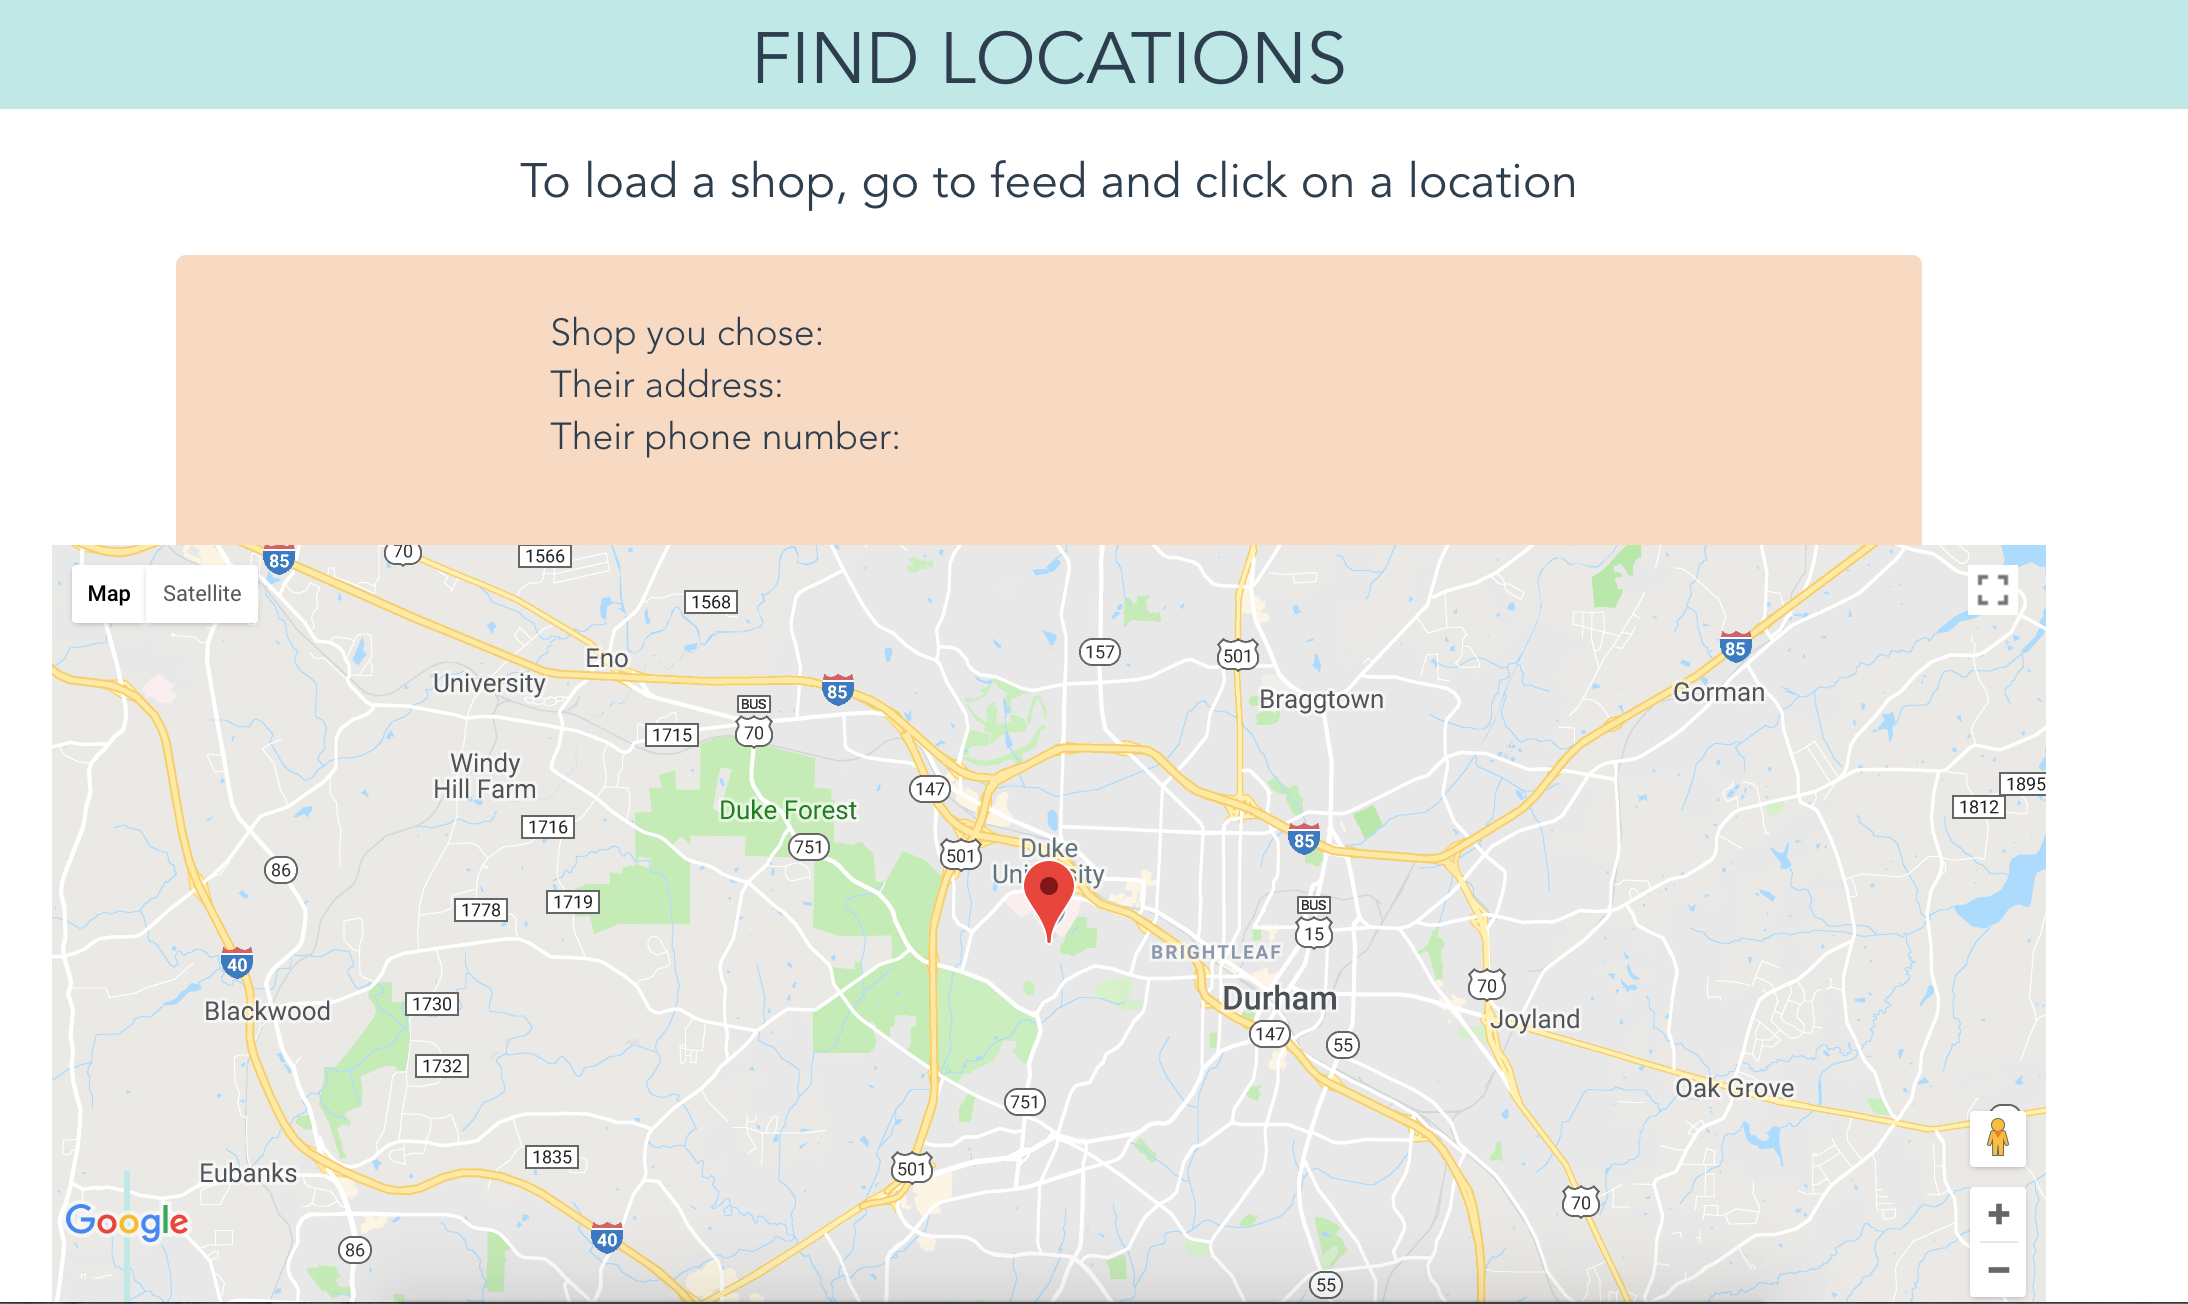 FIND LOCATIONS
To load a shop, go to feed and click on a location
Shop you chose:
Their address:
Their phone number:
85
70
1566
Map
Satellite
1568
157
501
85
Eno
University
85
Braggtown
Gorman
BUS
70
1715
Windy
Hill Farm
147
1895
1812
Duke Forest
1716
751
501
Duke
85
86
1719
1778
BUS
15
40
BRIGHTLEAF
70
Durham
1730
Blackwood
Joyland
147
55
1732
Oak Grove
751
1835
501
Eubanks
70
Google
40
86
55